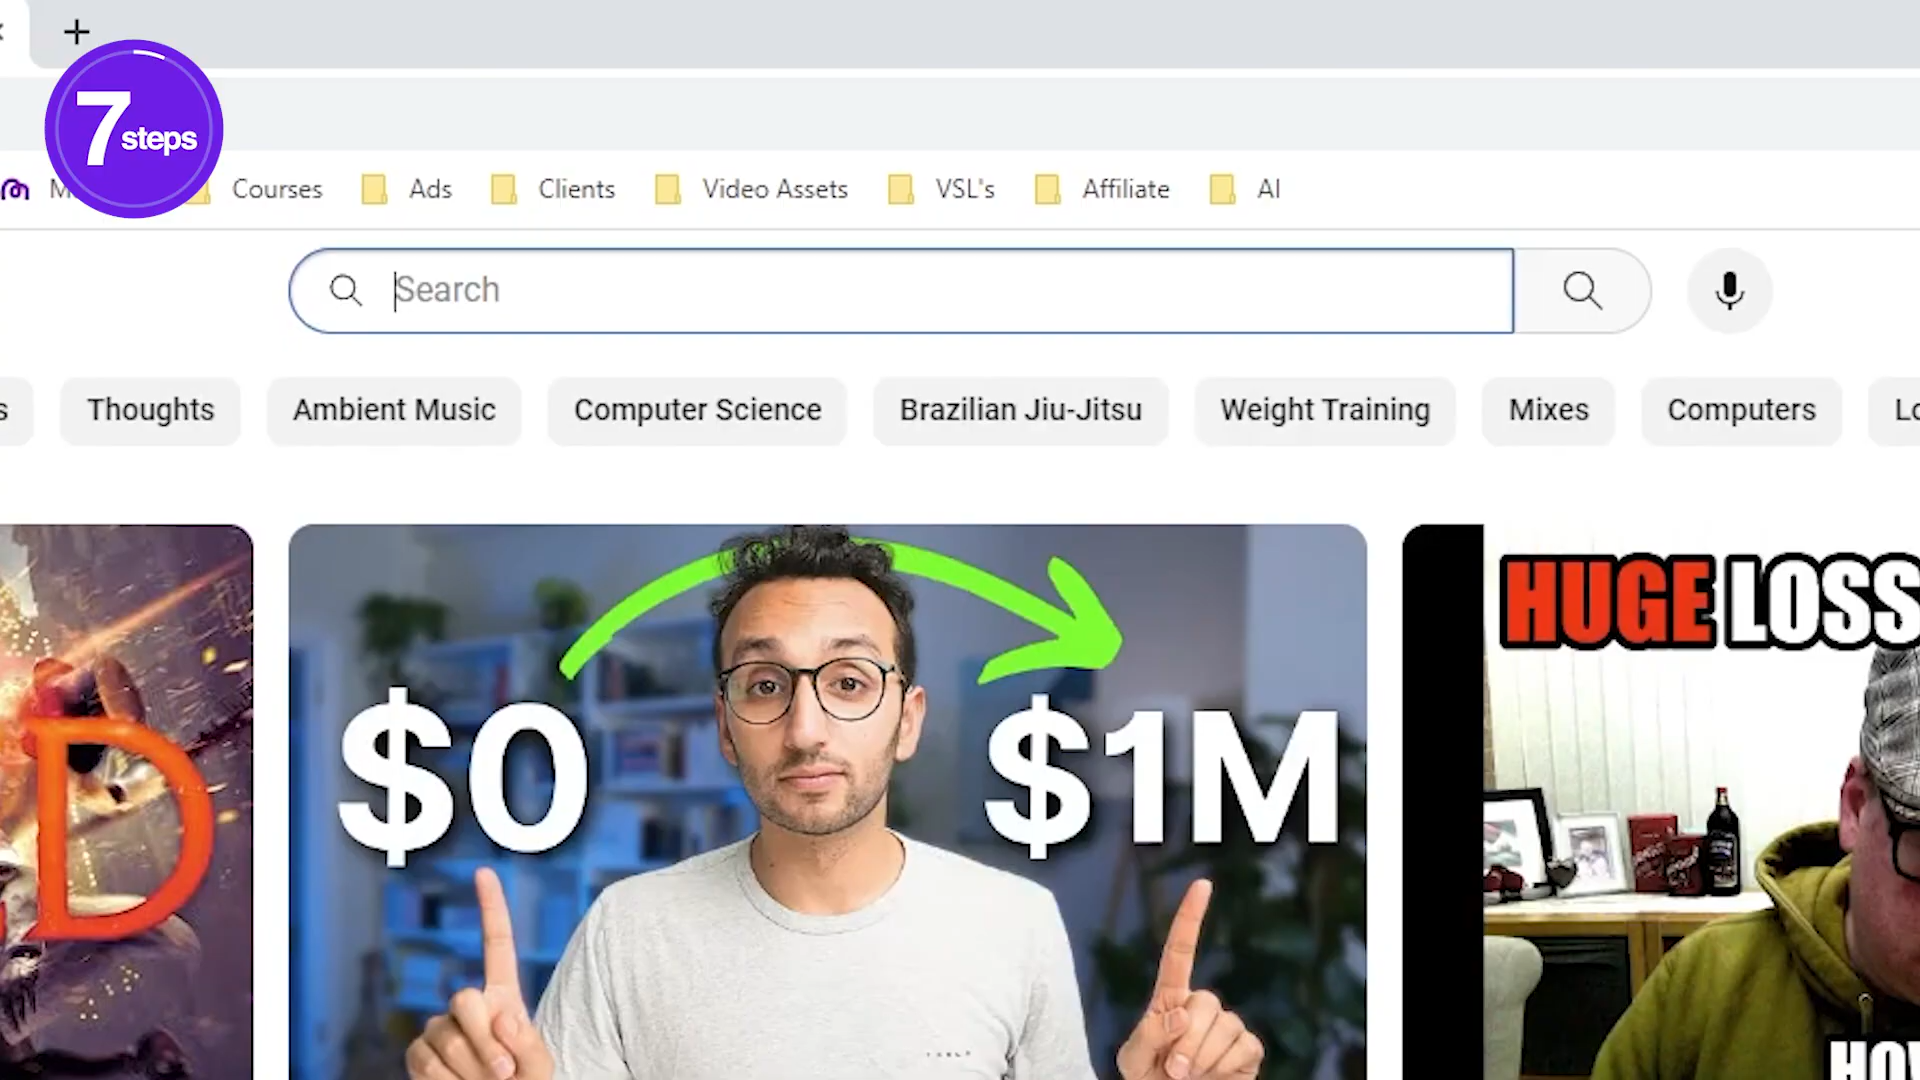 7 steps
Courses
Ads
Clients
Video Assets
VSL's
Affiliate
AI
Search
Thoughts
Ambient Music
Computer Science
Brazilian Jiu-Jitsu
Weight Training
Mixes
Computers
$0
$1M
HUGE LOSS
TESLA
D